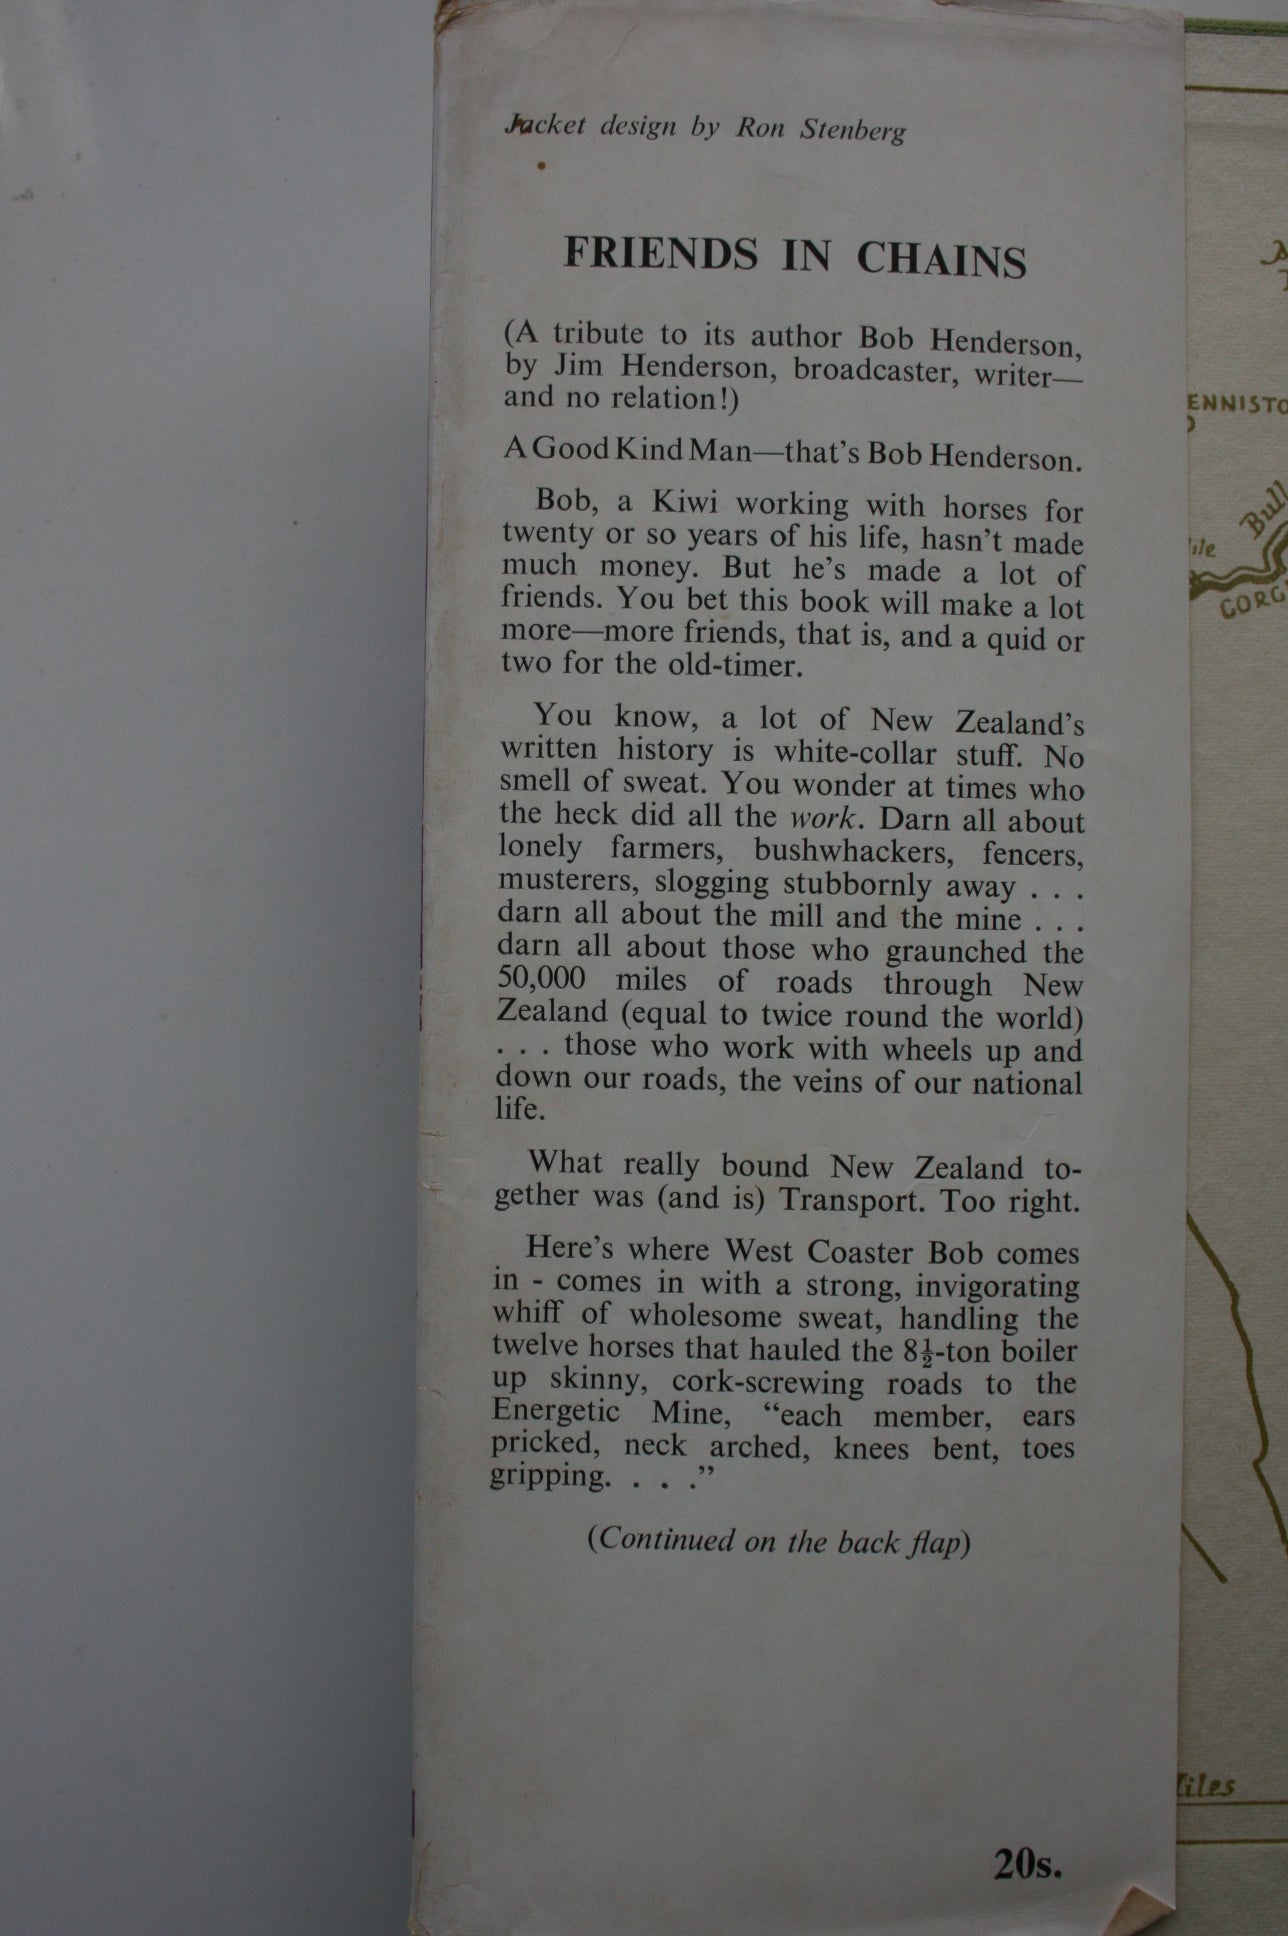 Jacket design by Ron Stenberg
FRIENDS IN CHAINS
(A tribute to its author Bob Henderson,
by Jim Henderson, broadcaster, writer—
and no relation!)
A Good Kind Man—that's Bob Henderson.
Bob, a Kiwi working with horses for
twenty or so years of his life, hasn't made
much money. But he's made a lot of
friends. You bet this book will make a lot
more—more friends, that is, and a quid or
two for the old-timer.
You know, a lot of New Zealand's
written history is white-collar stuff. No
smell of sweat. You wonder at times who
the heck did all the work. Darn all about
lonely farmers, bushwhackers, fencers,
musterers, slogging stubbornly away . . .
darn all about the mill and the mine . . .
darn all about those who graunched the
50,000 miles of roads through New
Zealand (equal to twice round the world)
. . . those who work with wheels up and
down our roads, the veins of our national
life.
What really bound New Zealand to-
gether was (and is) Transport. Too right.
Here's where West Coaster Bob comes
in - comes in with a strong, invigorating
whiff of wholesome sweat, handling the
twelve horses that hauled the 8½-ton boiler
up skinny, cork-screwing roads to the
Energetic Mine, “each member, ears
pricked, neck arched, knees bent, toes
gripping. . . .”
(Continued on the back flap)
20s.
ENNISTO
Bull
ile
GORG
iles